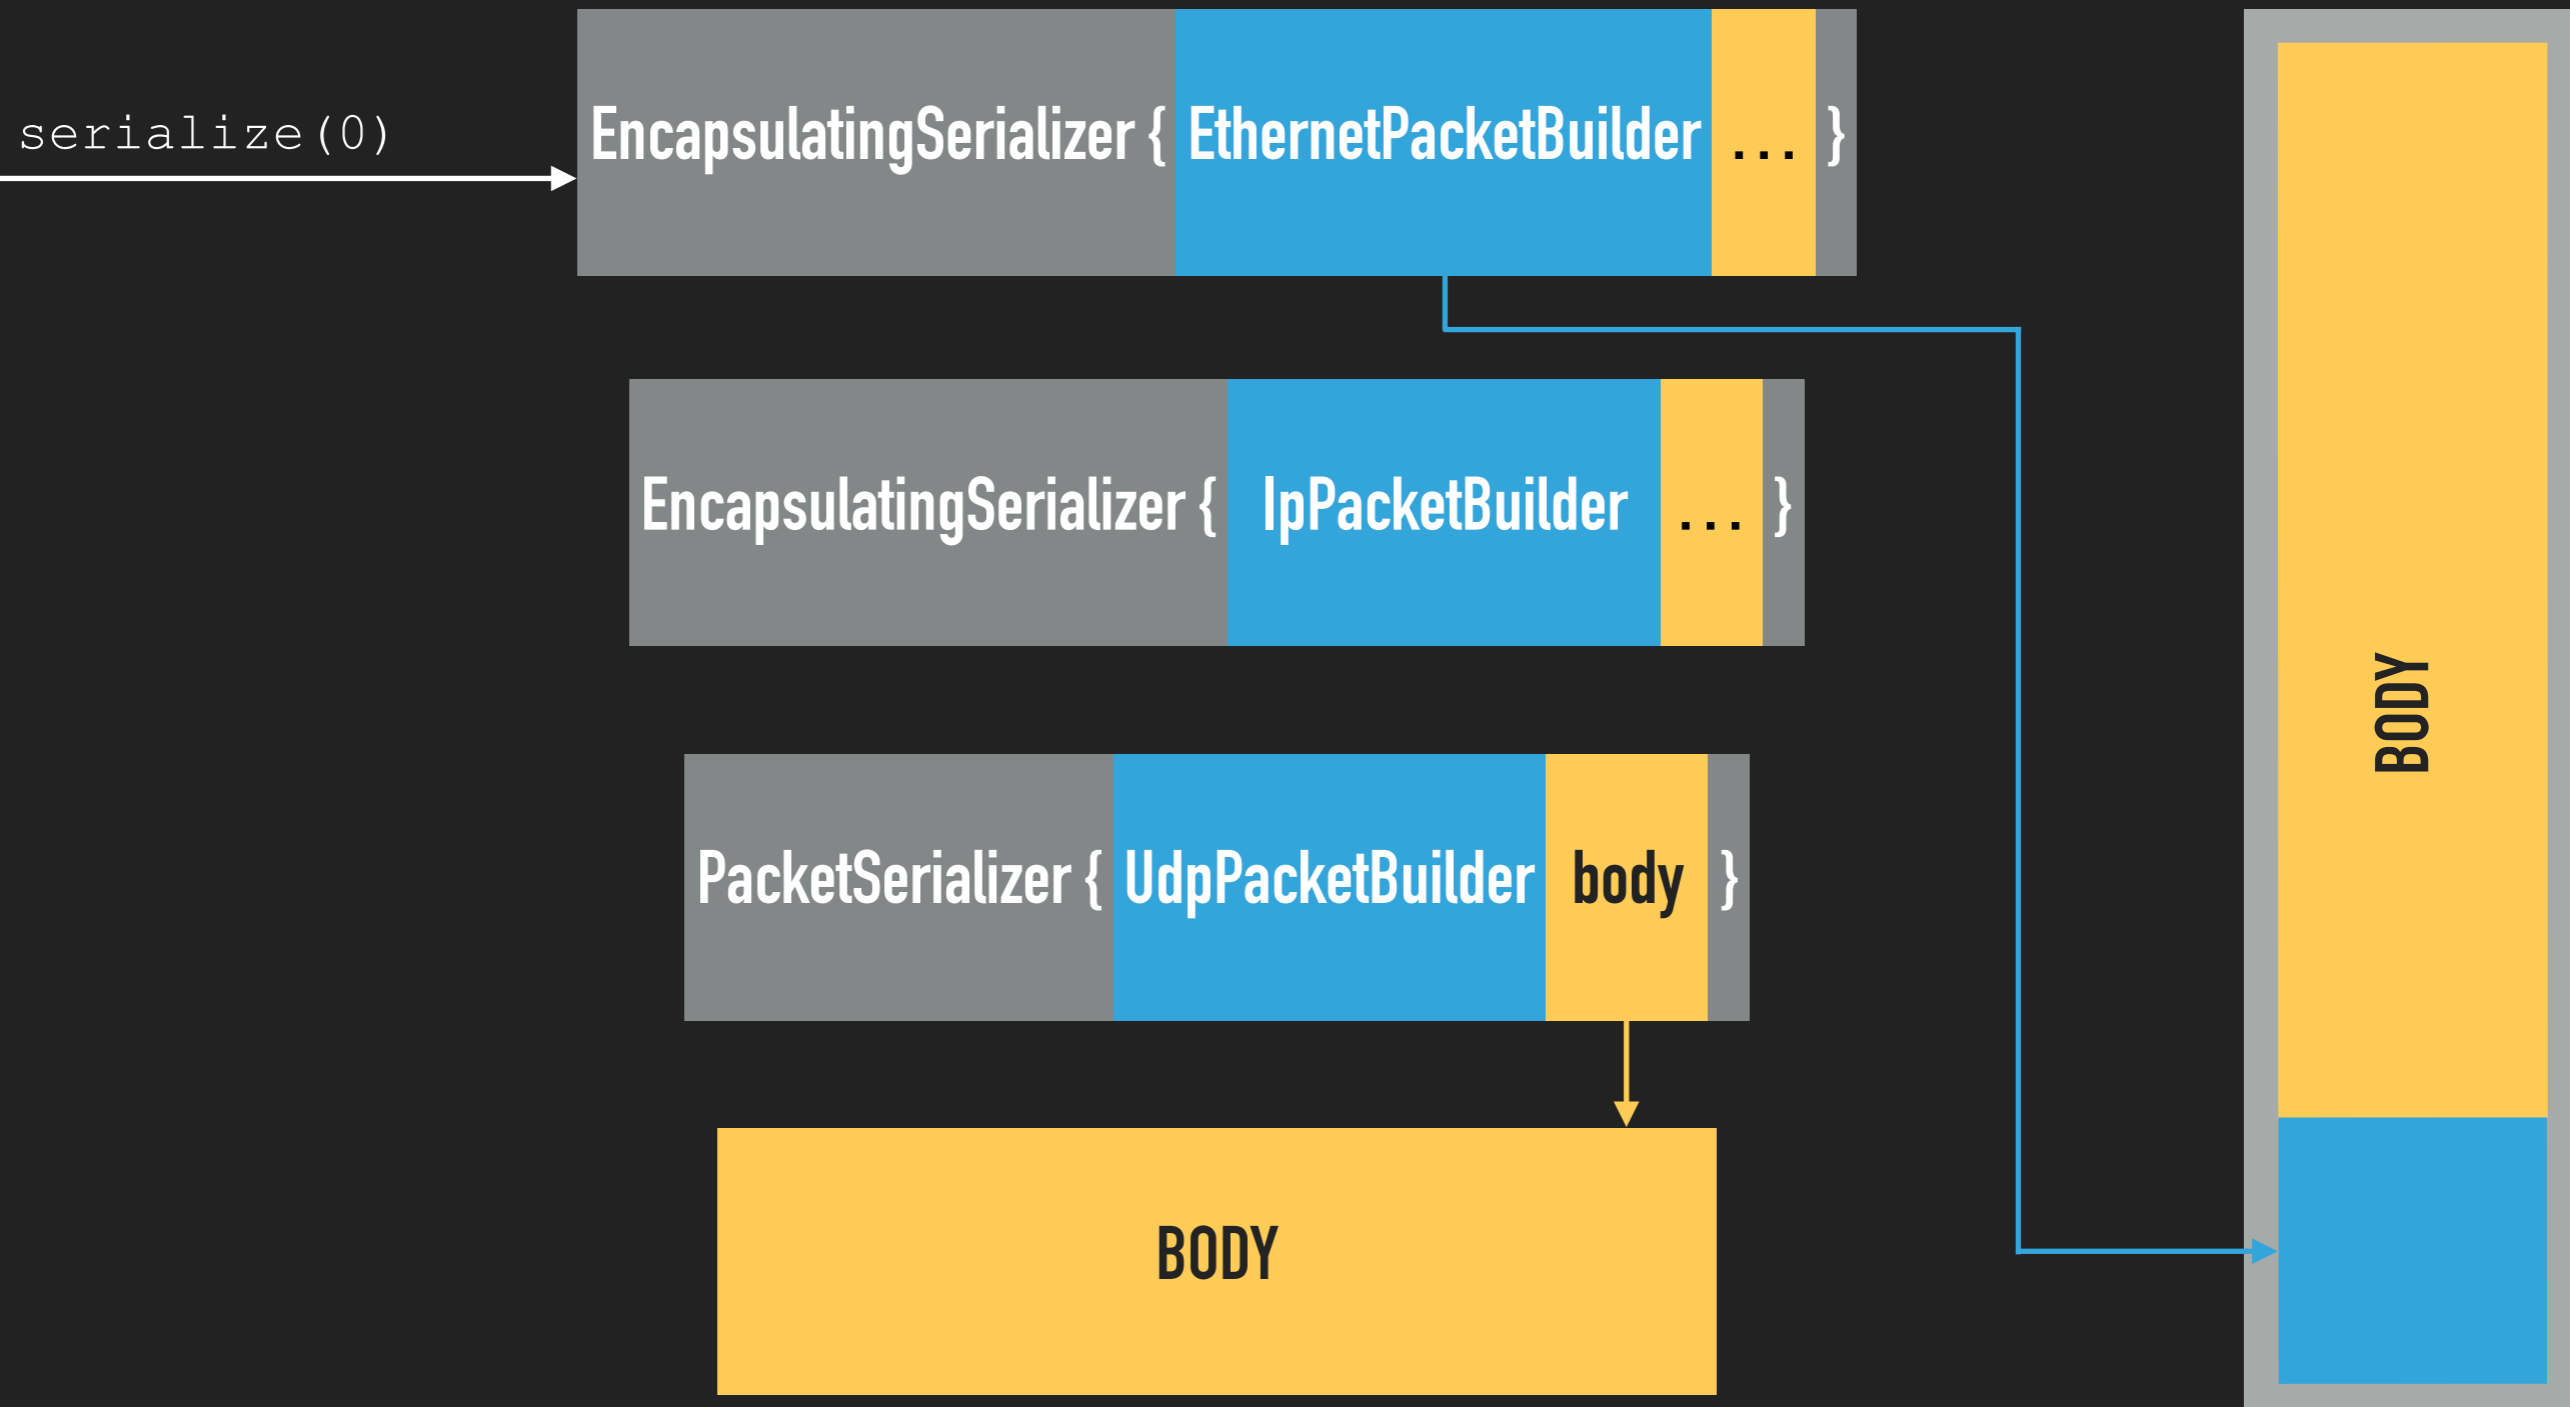 serialize(0)
EncapsulatingSerializer { EthernetPacketBuilder ... }
EncapsulatingSerializer { IpPacketBuilder ... }
PacketSerializer { UdpPacketBuilder body }
BODY
BODY